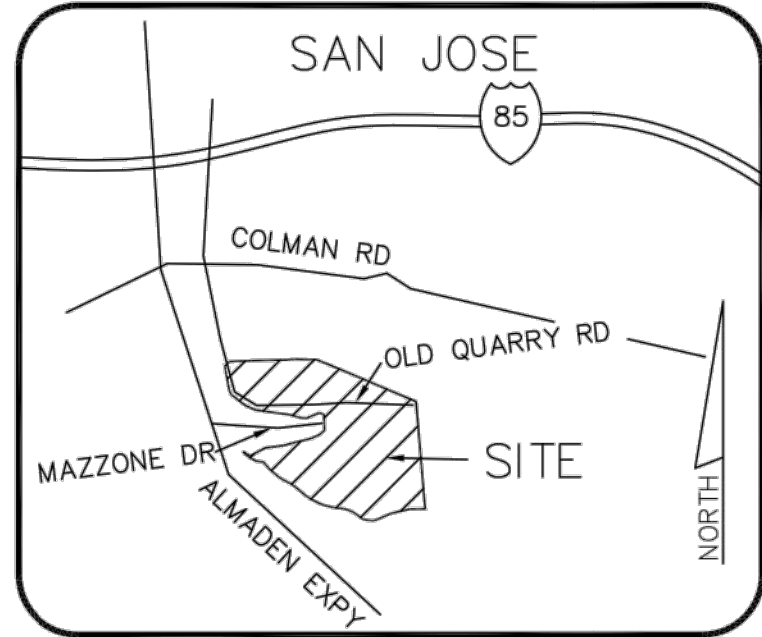 SAN JOSE
85
COLMAN RD
OLD QUARRY RD
MAZZONE DR
SITE
ALMADEN EXPY
NORTH